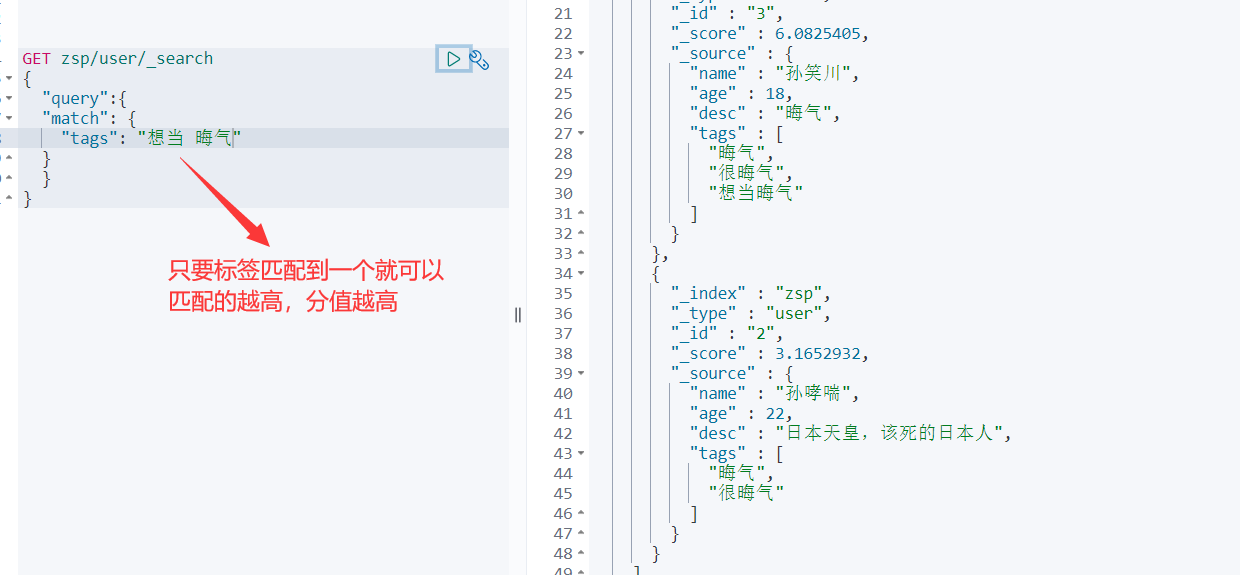 GET zsp/user/_search
{
"query":{
"match": {
"tags": "想当 晦气"
}
}
}
只要标签匹配到一个就可以
匹配的越高，分值越高
21 "_id" : "3",
22 "_score" : 6.0825405,
23 "_source" : {
24 "name" : "孙笑川",
25 "age" : 18,
26 "desc" : "晦气",
27 "tags" : [
28 "晦气",
29 "很晦气",
30 "想当晦气"
31 ]
32 }
33 },
34 {
35 "_index" : "zsp",
36 "_type" : "user",
37 "_id" : "2",
38 "_score" : 3.1652932,
39 "_source" : {
40 "name" : "孙哮喘",
41 "age" : 22,
42 "desc" : "日本天皇，该死的日本人",
43 "tags" : [
44 "晦气",
45 "很晦气"
46 ]
47 }
48 }
49 ]